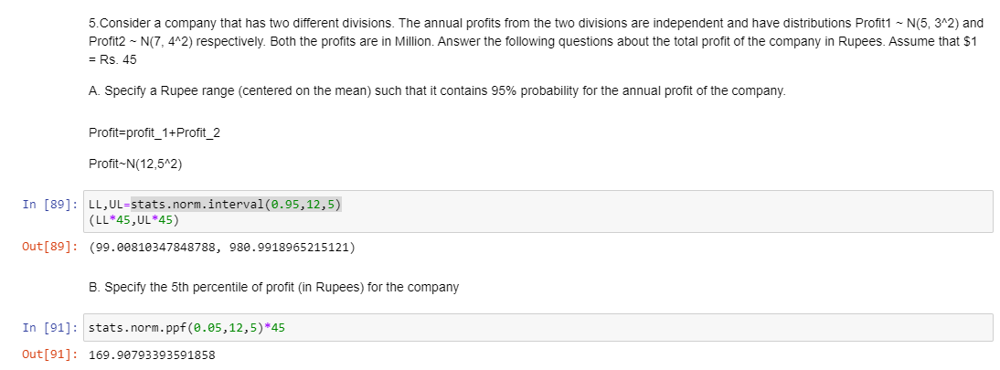 5.Consider a company that has two different divisions. The annual profits from the two divisions are independent and have distributions Profit1 ~ N(5, 3^2) and
Profit2 ~ N(7, 4^2) respectively. Both the profits are in Million. Answer the following questions about the total profit of the company in Rupees. Assume that $1
= Rs. 45
A. Specify a Rupee range (centered on the mean) such that it contains 95% probability for the annual profit of the company.
Profit=profit_1+Profit_2
Profit~N(12,5^2)
In [89]: LL,UL=stats.norm.interval(0.95,12,5)
(LL*45,UL*45)
Out[89]: (99.00810347848788, 980.9918965215121)
B. Specify the 5th percentile of profit (in Rupees) for the company
In [91]: stats.norm.ppf(0.05,12,5)*45
Out[91]: 169.90793393591858